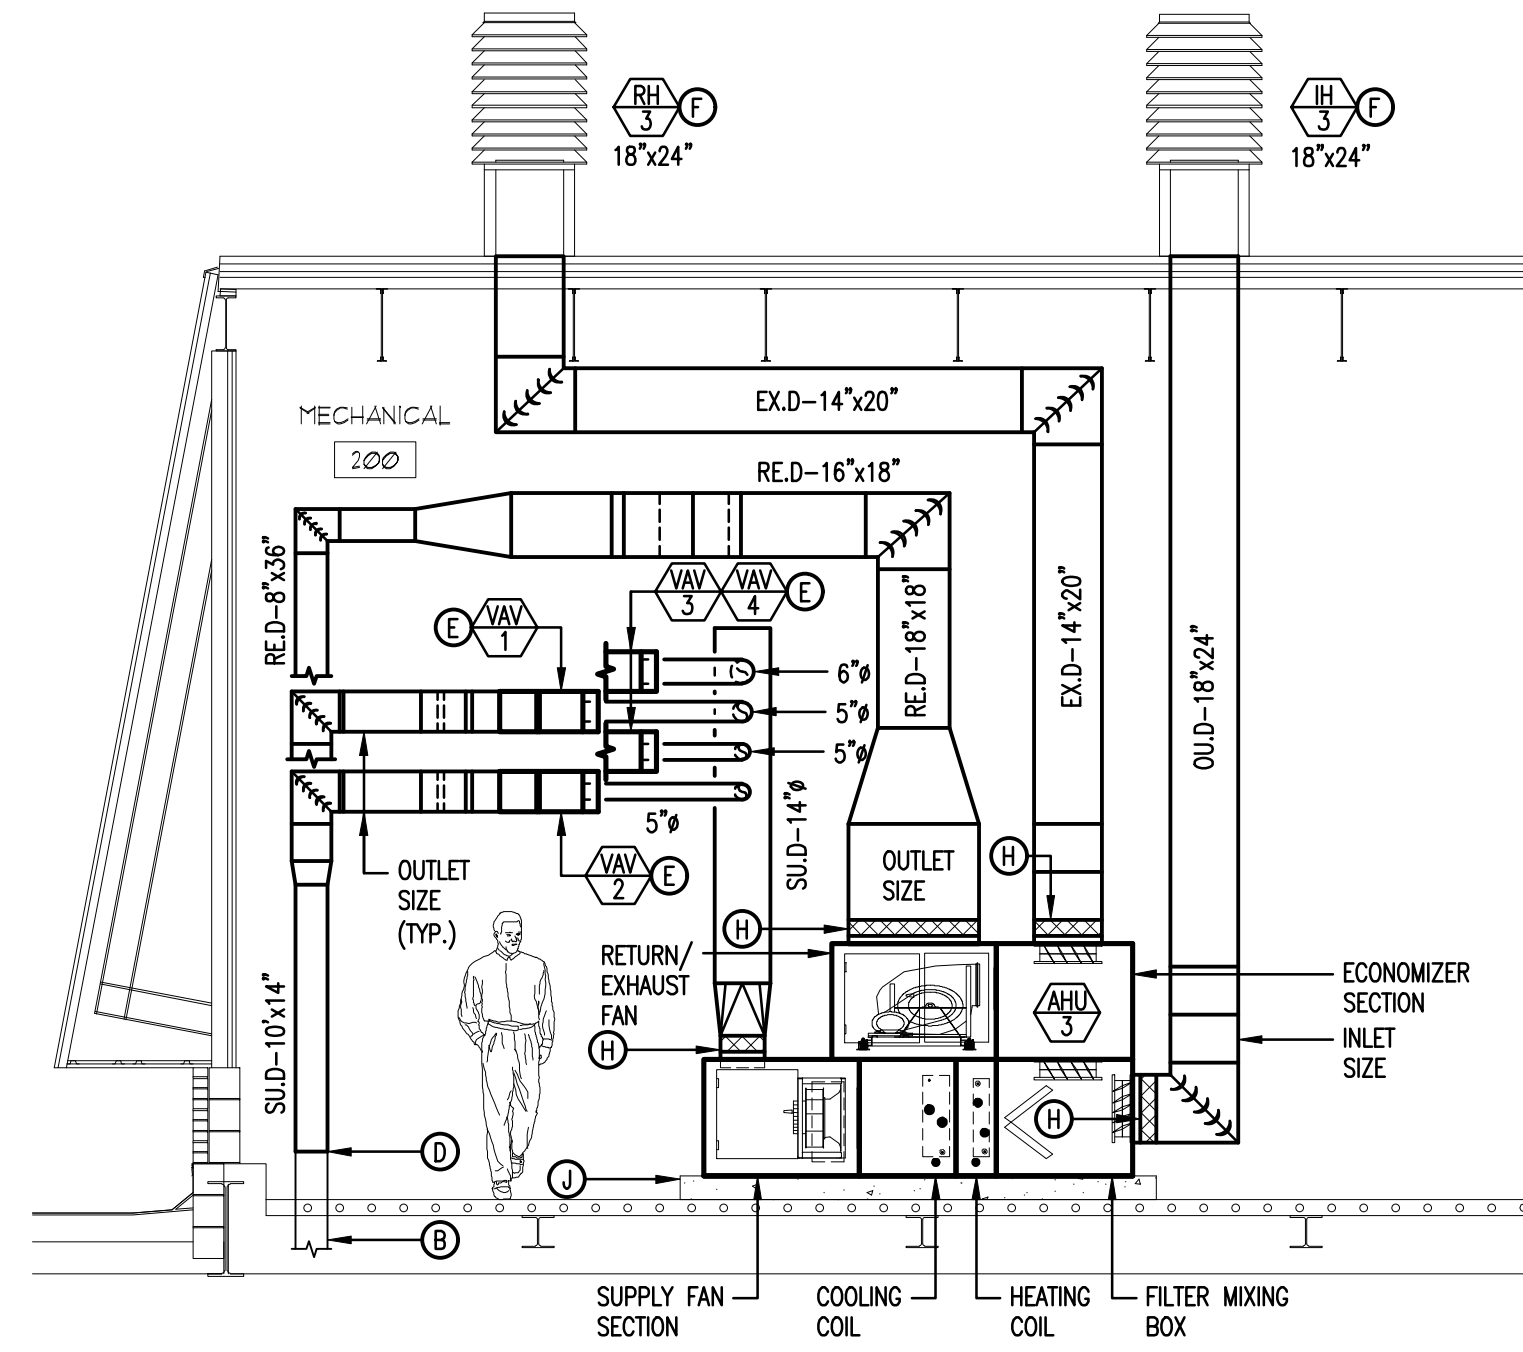 RH
3
F
18"x24"
IH
3
F
18"x24"
EX.D-14"x20"
MECHANICAL
200
RE.D-16"x18"
RE.D-8"x36"
E
VAV
1
VAV
3
VAV
4
E
6"ø
5"ø
5"ø
5"ø
RE.D-18"x18"
EX.D-14"x20"
OU.D-18"x24"
SU.D-14"ø
VAV
2
E
OUTLET
SIZE
(TYP.)
OUTLET
SIZE
H
H
RETURN/
EXHAUST
FAN
H
AHU
3
ECONOMIZER
SECTION
INLET
SIZE
SU.D-10'x14"
H
D
J
B
SUPPLY FAN
SECTION
COOLING
COIL
HEATING
COIL
FILTER MIXING
BOX